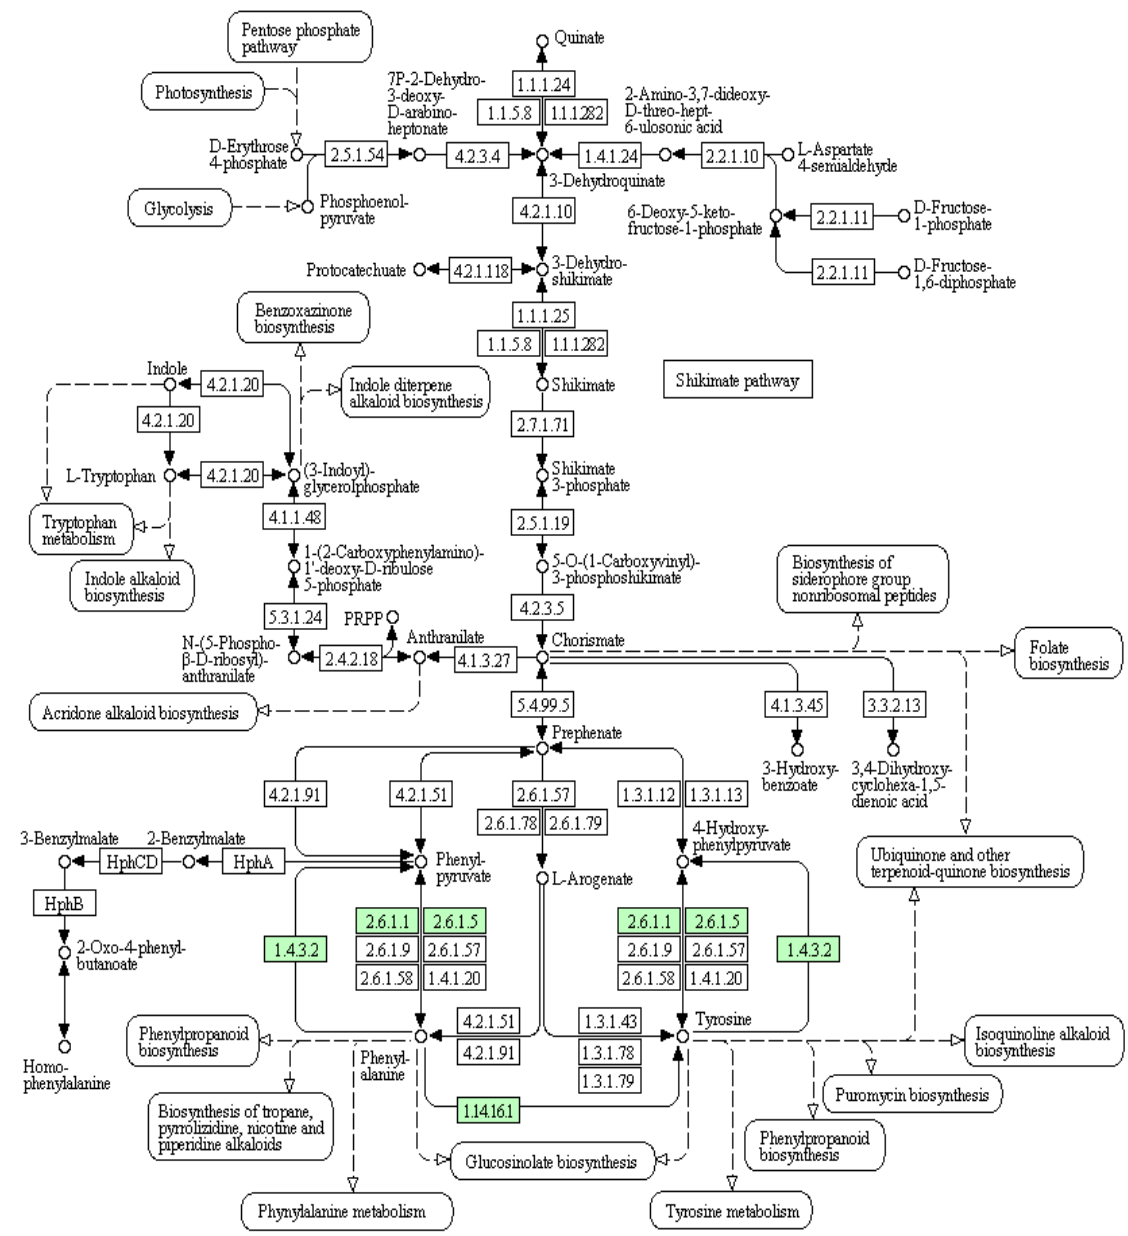 Pentose phosphate
pathway
Quinate
Photosynthesis
7P-2-Dehydro-
3-deoxy-
D-arabino-
heptonate
1.1.1.24
1.1.5.8
1.1.1.282
2-Amino-3,7-dideoxy-
D-threo-hept-
6-ulosonic acid
D-Erythrose
4-phosphate
2.5.1.54
4.2.3.4
1.4.1.24
2.2.1.10
L-Aspartate
4-semialdehyde
3-Dehydroquinate
Glycolysis
Phosphoenol-
pyruvate
4.2.1.10
6-Deoxy-5-keto-
fructose-1-phosphate
2.2.1.11
D-Fructose-
1-phosphate
Protocatechuate
4.2.1.118
3-Dehydro-
shikimate
2.2.1.11
D-Fructose-
1,6-diphosphate
Benzoxazinone
biosynthesis
1.1.1.25
1.1.5.8
1.1.1.282
Indole
4.2.1.20
Indole diterpene
alkaloid biosynthesis
Shikimate
Shikimate pathway
4.2.1.20
2.7.1.71
L-Tryptophan
4.2.1.20
(3-Indoyl)-
glycerolphosphate
Shikimate
3-phosphate
Tryptophan
metabolism
4.1.1.48
2.5.1.19
Indole alkaloid
biosynthesis
1-(2-Carboxyphenylamino)-
1'-deoxy-D-ribulose
5-phosphate
5-O-(1-Carboxyvinyl)-
3-phosphoshikimate
Biosynthesis of
siderophore group
nonribosomal peptides
5.3.1.24
PRPP
4.2.3.5
N-(5-Phospho-
β-D-ribosyl)-
anthranilate
2.4.2.18
Anthranilate
4.1.3.27
Chorismate
Folate
biosynthesis
Acridone alkaloid biosynthesis
5.4.99.5
4.1.3.45
3.3.2.13
Prephenate
3-Hydroxy-
benzoate
3,4-Dihydroxy-
cyclohexa-1,5-
dienoic acid
4.2.1.91
4.2.1.51
2.6.1.57
1.3.1.12
1.3.1.13
2.6.1.78
2.6.1.79
3-Benzylmalate
2-Benzylmalate
4-Hydroxy-
phenylpyruvate
HphCD
HphA
Phenyl-
pyruvate
L-Arogenate
Ubiquinone and other
terpenoid-quinone biosynthesis
HphB
2.6.1.1
2.6.1.5
2.6.1.1
2.6.1.5
2-Oxo-4-phenyl-
butanoate
1.4.3.2
2.6.1.9
2.6.1.57
2.6.1.9
2.6.1.57
1.4.3.2
2.6.1.58
1.4.1.20
2.6.1.58
1.4.1.20
Homo-
phenylalanine
Phenylpropanoid
biosynthesis
Phenyl-
alanine
4.2.1.51
4.2.1.91
1.3.1.43
1.3.1.78
1.3.1.79
Tyrosine
Isoquinoline alkaloid
biosynthesis
Puromycin biosynthesis
Biosynthesis of tropane,
pyrrolizidine, nicotine and
piperidine alkaloids
1.14.16.1
Phenylpropanoid
biosynthesis
Glucosinolate biosynthesis
Phynylalanine metabolism
Tyrosine metabolism